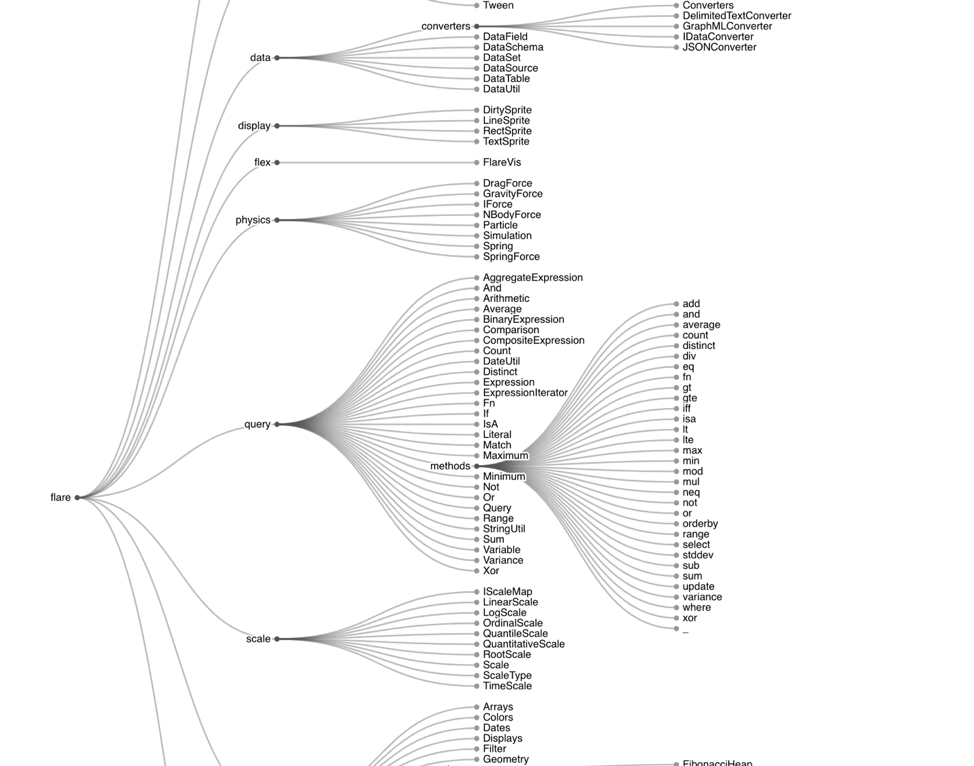 Tween
converters
Converters
DelimitedTextConverter
GraphMLConverter
IDataConverter
JSONConverter
data
DataField
DataSchema
DataSet
DataSource
DataTable
DataUtil
display
DirtySprite
LineSprite
RectSprite
TextSprite
flex
FlareVis
physics
DragForce
GravityForce
IForce
NBodyForce
Particle
Simulation
Spring
SpringForce
query
AggregateExpression
And
Arithmetic
Average
BinaryExpression
Comparison
CompositeExpression
Count
DateUtil
Distinct
Expression
ExpressionIterator
Fn
If
IsA
Literal
Match
Maximum
methods
add
and
average
count
distinct
div
eq
fn
gt
gte
iff
isa
lt
lte
max
min
mod
mul
neq
not
or
orderby
range
select
stddev
sub
sum
update
variance
where
xor
_
Minimum
Not
Or
Query
Range
StringUtil
Sum
Variable
Variance
Xor
flare
scale
IScaleMap
LinearScale
LogScale
OrdinalScale
QuantileScale
QuantitativeScale
RootScale
Scale
ScaleType
TimeScale
Arrays
Colors
Dates
Displays
Filter
Geometry
FibonacciHeap